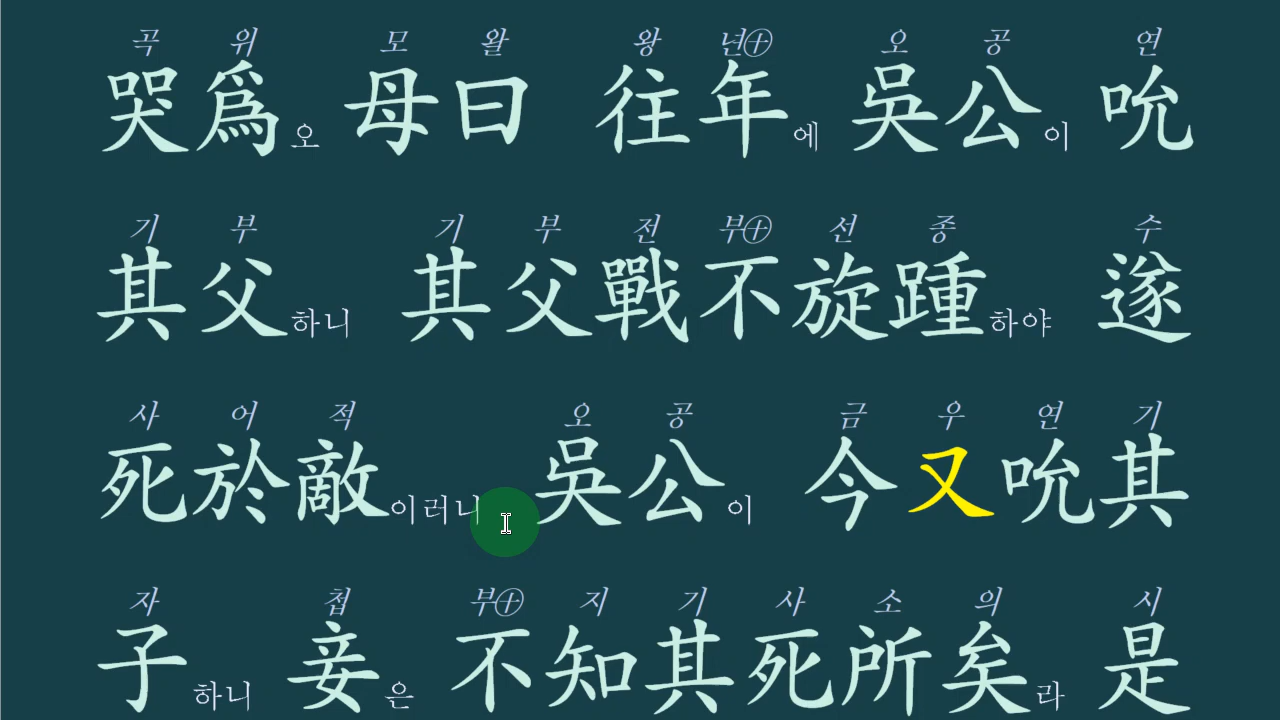 곡 위 모 왈 왕 년㊉ 오 공 연
哭爲오 母曰 往年에 吳公이 吮
기 부 기 부 전 부㊉ 선 종 수
其父하니 其父戰不旋踵하야 遂
사 어 적 오 공 금 우 연 기
死於敵이러니 吳公이 今又吮其
자 첩 부㊉ 지 기 사 소 의 시
子하니 妾은 不知其死所矣라 是